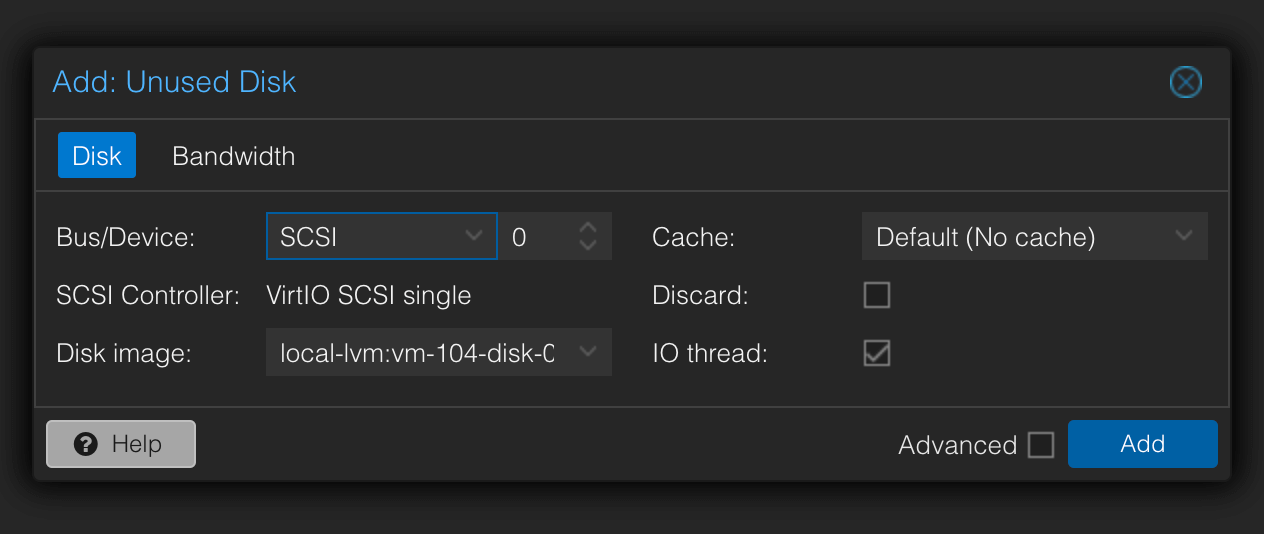 Add: Unused Disk
Disk Bandwidth
Bus/Device: SCSI 0 Cache: Default (No cache)
SCSI Controller: VirtIO SCSI single Discard:
Disk image: local-lvm:vm-104-disk-0 IO thread:
Help Advanced Add